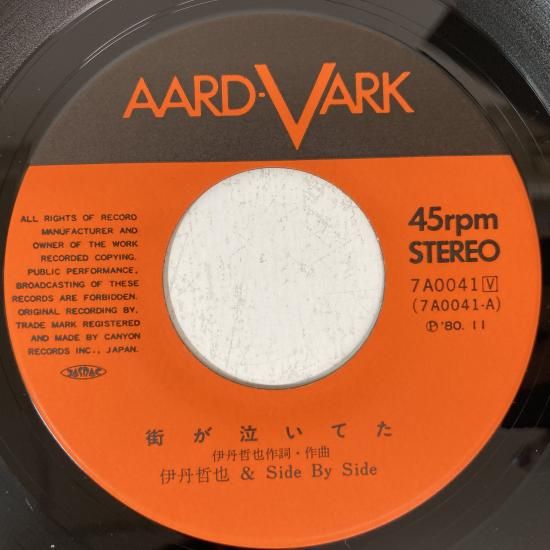 AARD-VARK
ALL RIGHTS OF RECORD
MANUFACTURER AND
OWNER OF THE WORK
RECORDED COPYING.
PUBLIC PERFORMANCE,
BROADCASTING OF THESE
RECORDS ARE FORBIDDEN.
ORIGINAL RECORDING BY,
TRADE MARK REGISTERED
AND MADE BY CANYON
RECORDS INC., JAPAN.
JASRAC
45rpm
STEREO
7A0041 V
(7A0041-A)
Ⓟ '80. 11
街が泣いてた
伊丹哲也作詞・作曲
伊丹哲也 & Side By Side